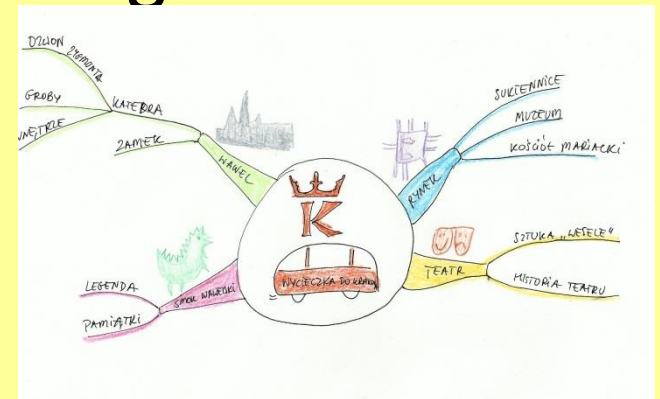 DZWON ZYGMUNTA
GROBY
WNĘTRZE
KATEDRA
ZAMEK
WAWEL
SUKIENNICE
MUZEUM
KOŚCIÓŁ MARIACKI
RYNEK
K
WYCIECZKA DO KRAKOWA
SZTUKA „WESELE"
TEATR
HISTORIA TEATRU
LEGENDA
SMOK WAWELSKI
PAMIĄTKI